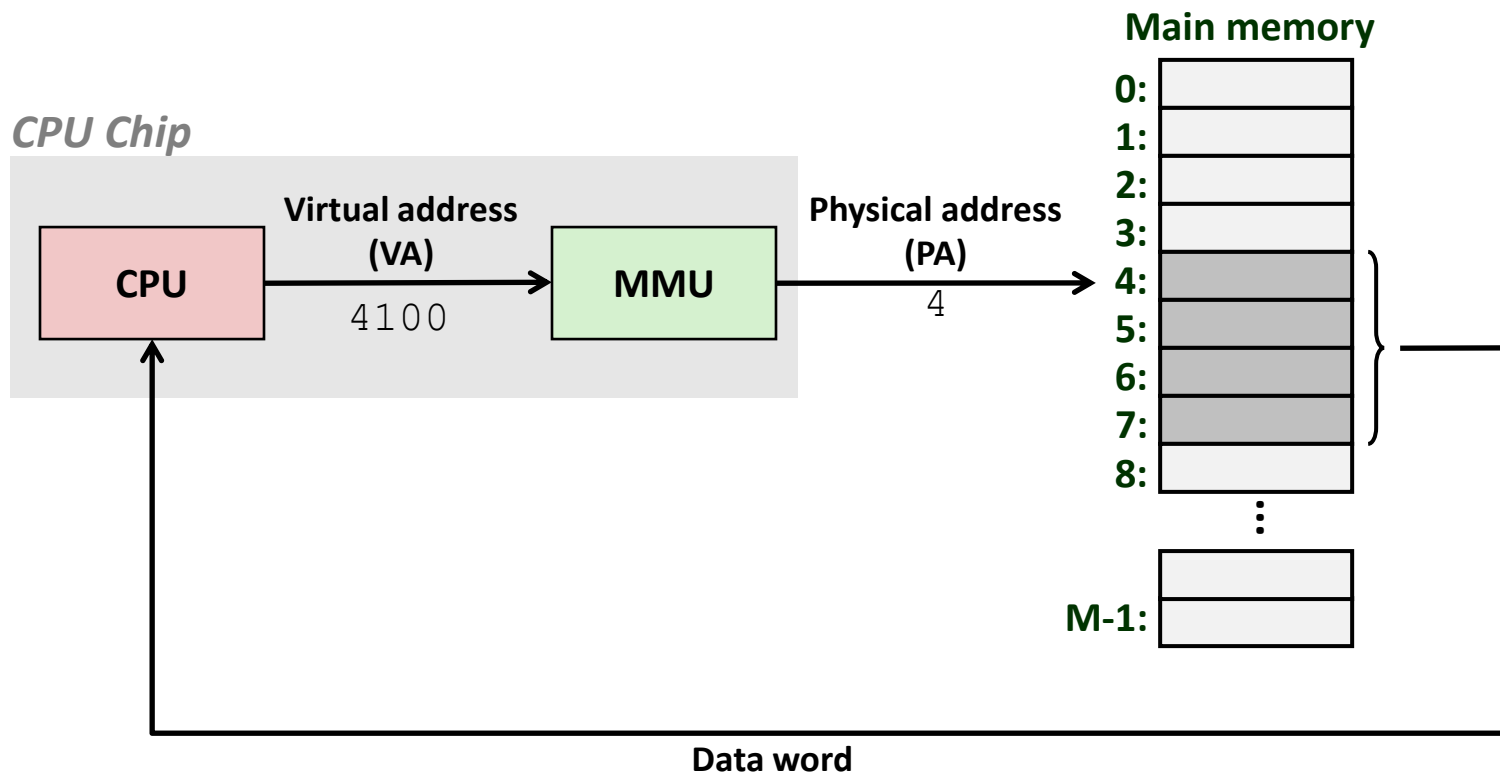 Main memory
CPU Chip
0:
1:
2:
3:
4:
5:
6:
7:
8:
M-1:
CPU
Virtual address
(VA)
4100
MMU
Physical address
(PA)
4
Data word